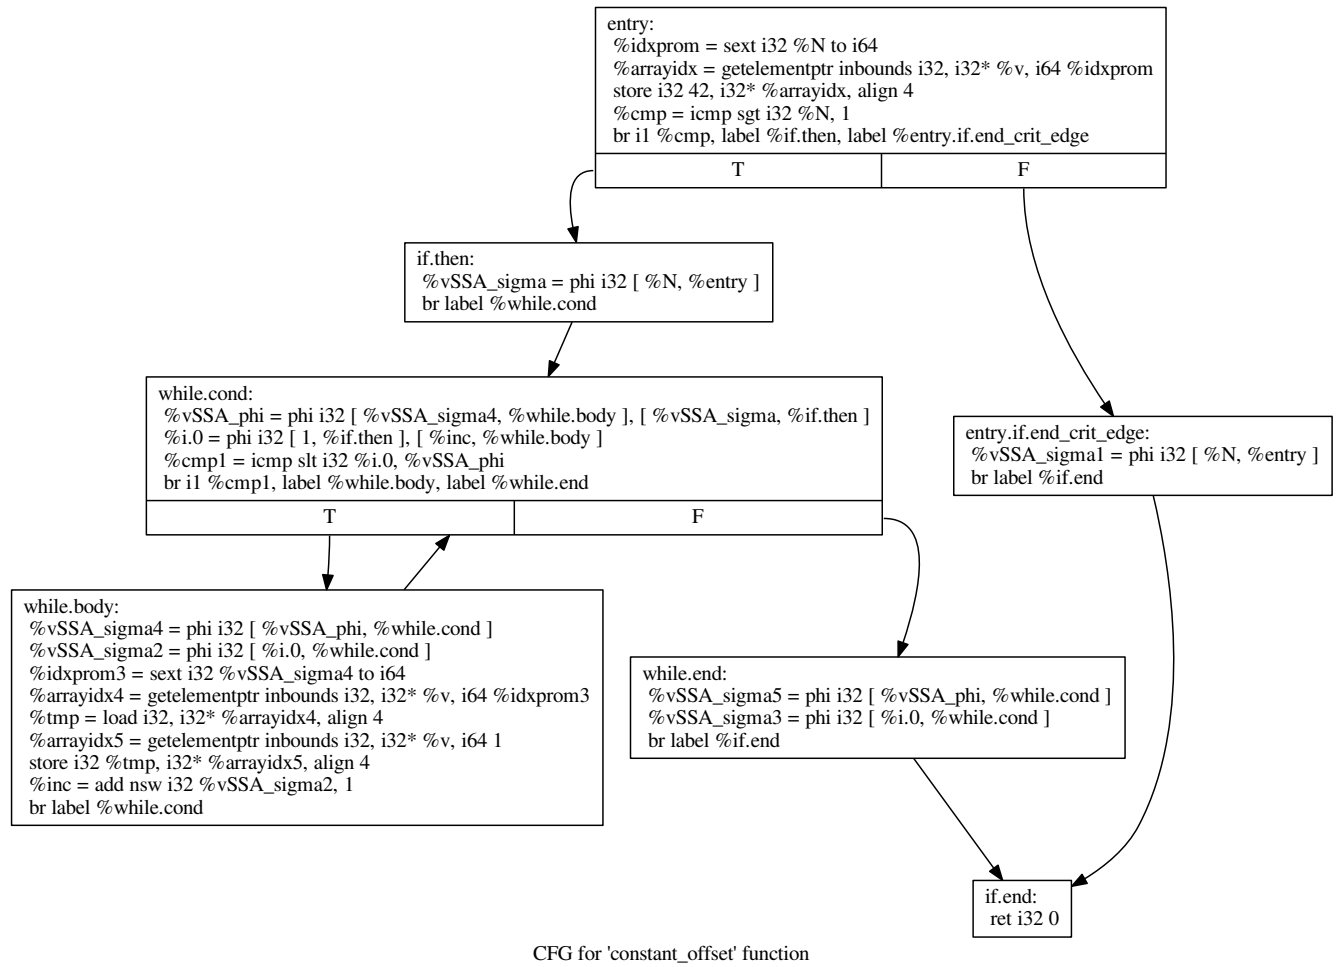 entry:
%idxprom = sext i32 %N to i64
%arrayidx = getelementptr inbounds i32, i32* %v, i64 %idxprom
store i32 42, i32* %arrayidx, align 4
%cmp = icmp sgt i32 %N, 1
br i1 %cmp, label %if.then, label %entry.if.end_crit_edge
T
F
if.then:
%vSSA_sigma = phi i32 [ %N, %entry ]
br label %while.cond
while.cond:
%vSSA_phi = phi i32 [ %vSSA_sigma4, %while.body ], [ %vSSA_sigma, %if.then ]
%i.0 = phi i32 [ 1, %if.then ], [ %inc, %while.body ]
%cmp1 = icmp slt i32 %i.0, %vSSA_phi
br i1 %cmp1, label %while.body, label %while.end
T
F
entry.if.end_crit_edge:
%vSSA_sigma1 = phi i32 [ %N, %entry ]
br label %if.end
while.body:
%vSSA_sigma4 = phi i32 [ %vSSA_phi, %while.cond ]
%vSSA_sigma2 = phi i32 [ %i.0, %while.cond ]
%idxprom3 = sext i32 %vSSA_sigma4 to i64
%arrayidx4 = getelementptr inbounds i32, i32* %v, i64 %idxprom3
%tmp = load i32, i32* %arrayidx4, align 4
%arrayidx5 = getelementptr inbounds i32, i32* %v, i64 1
store i32 %tmp, i32* %arrayidx5, align 4
%inc = add nsw i32 %vSSA_sigma2, 1
br label %while.cond
while.end:
%vSSA_sigma5 = phi i32 [ %vSSA_phi, %while.cond ]
%vSSA_sigma3 = phi i32 [ %i.0, %while.cond ]
br label %if.end
if.end:
ret i32 0
CFG for 'constant_offset' function